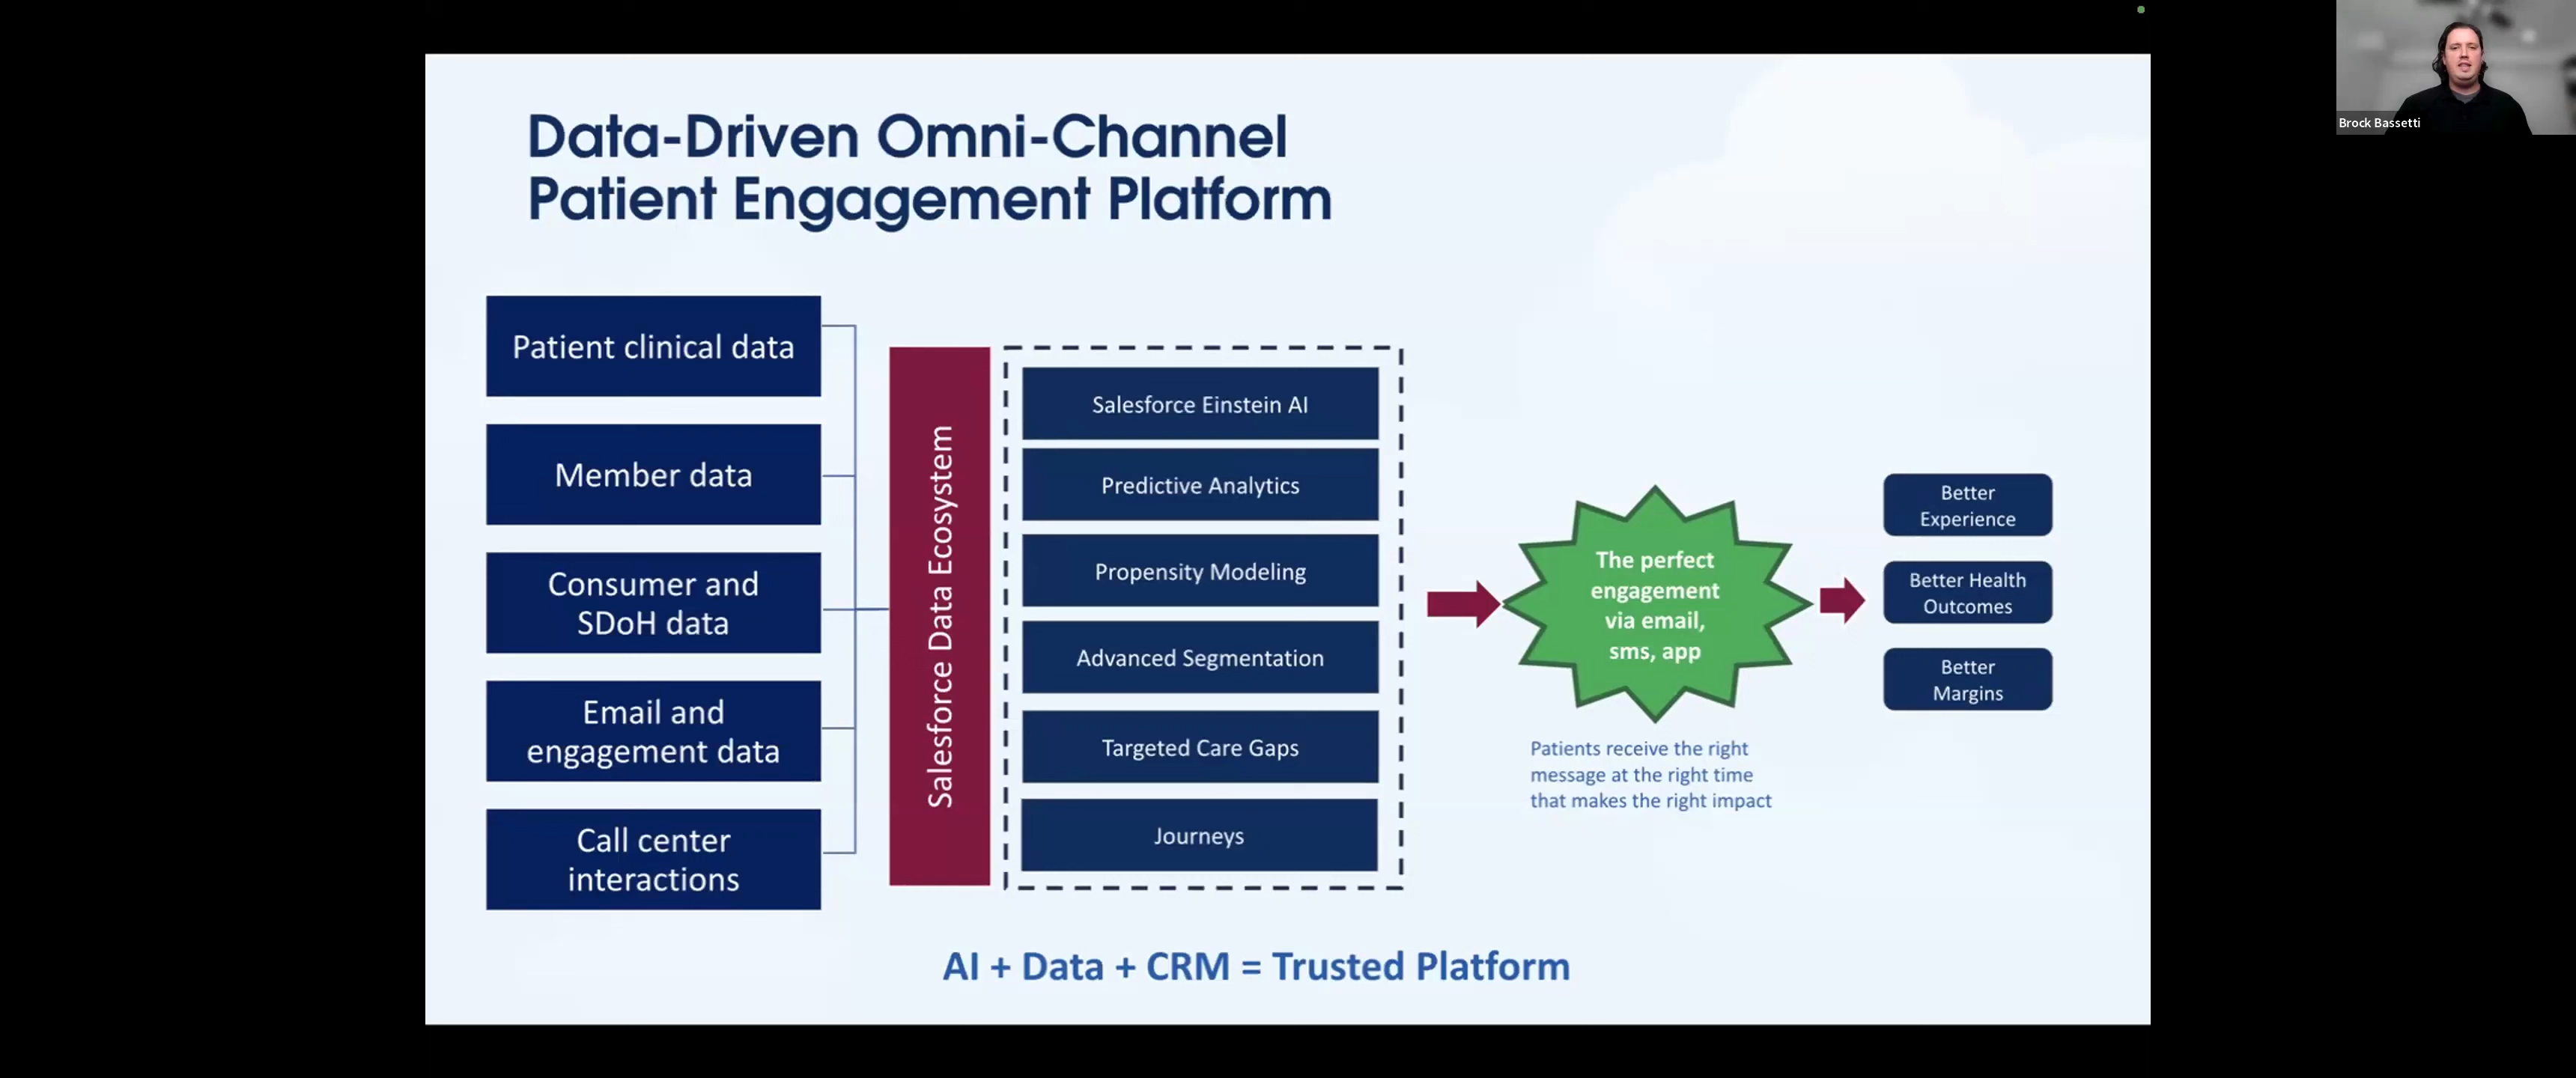 Data-Driven Omni-Channel
Patient Engagement Platform
Patient clinical data
Member data
Consumer and
SDoH data
Email and
engagement data
Call center
interactions
Salesforce Data Ecosystem
Salesforce Einstein AI
Predictive Analytics
Propensity Modeling
Advanced Segmentation
Targeted Care Gaps
Journeys
The perfect
engagement
via email,
sms, app
Patients receive the right
message at the right time
that makes the right impact
Better
Experience
Better Health
Outcomes
Better
Margins
AI + Data + CRM = Trusted Platform
Brock Bassetti